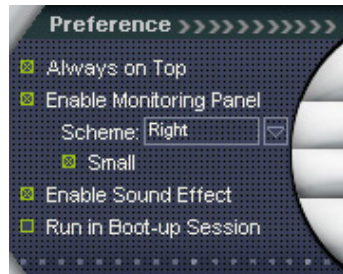 Preference >>>>>>>>>>>
Always on Top
Enable Monitoring Panel
Scheme: Right
Small
Enable Sound Effect
Run in Boot-up Session